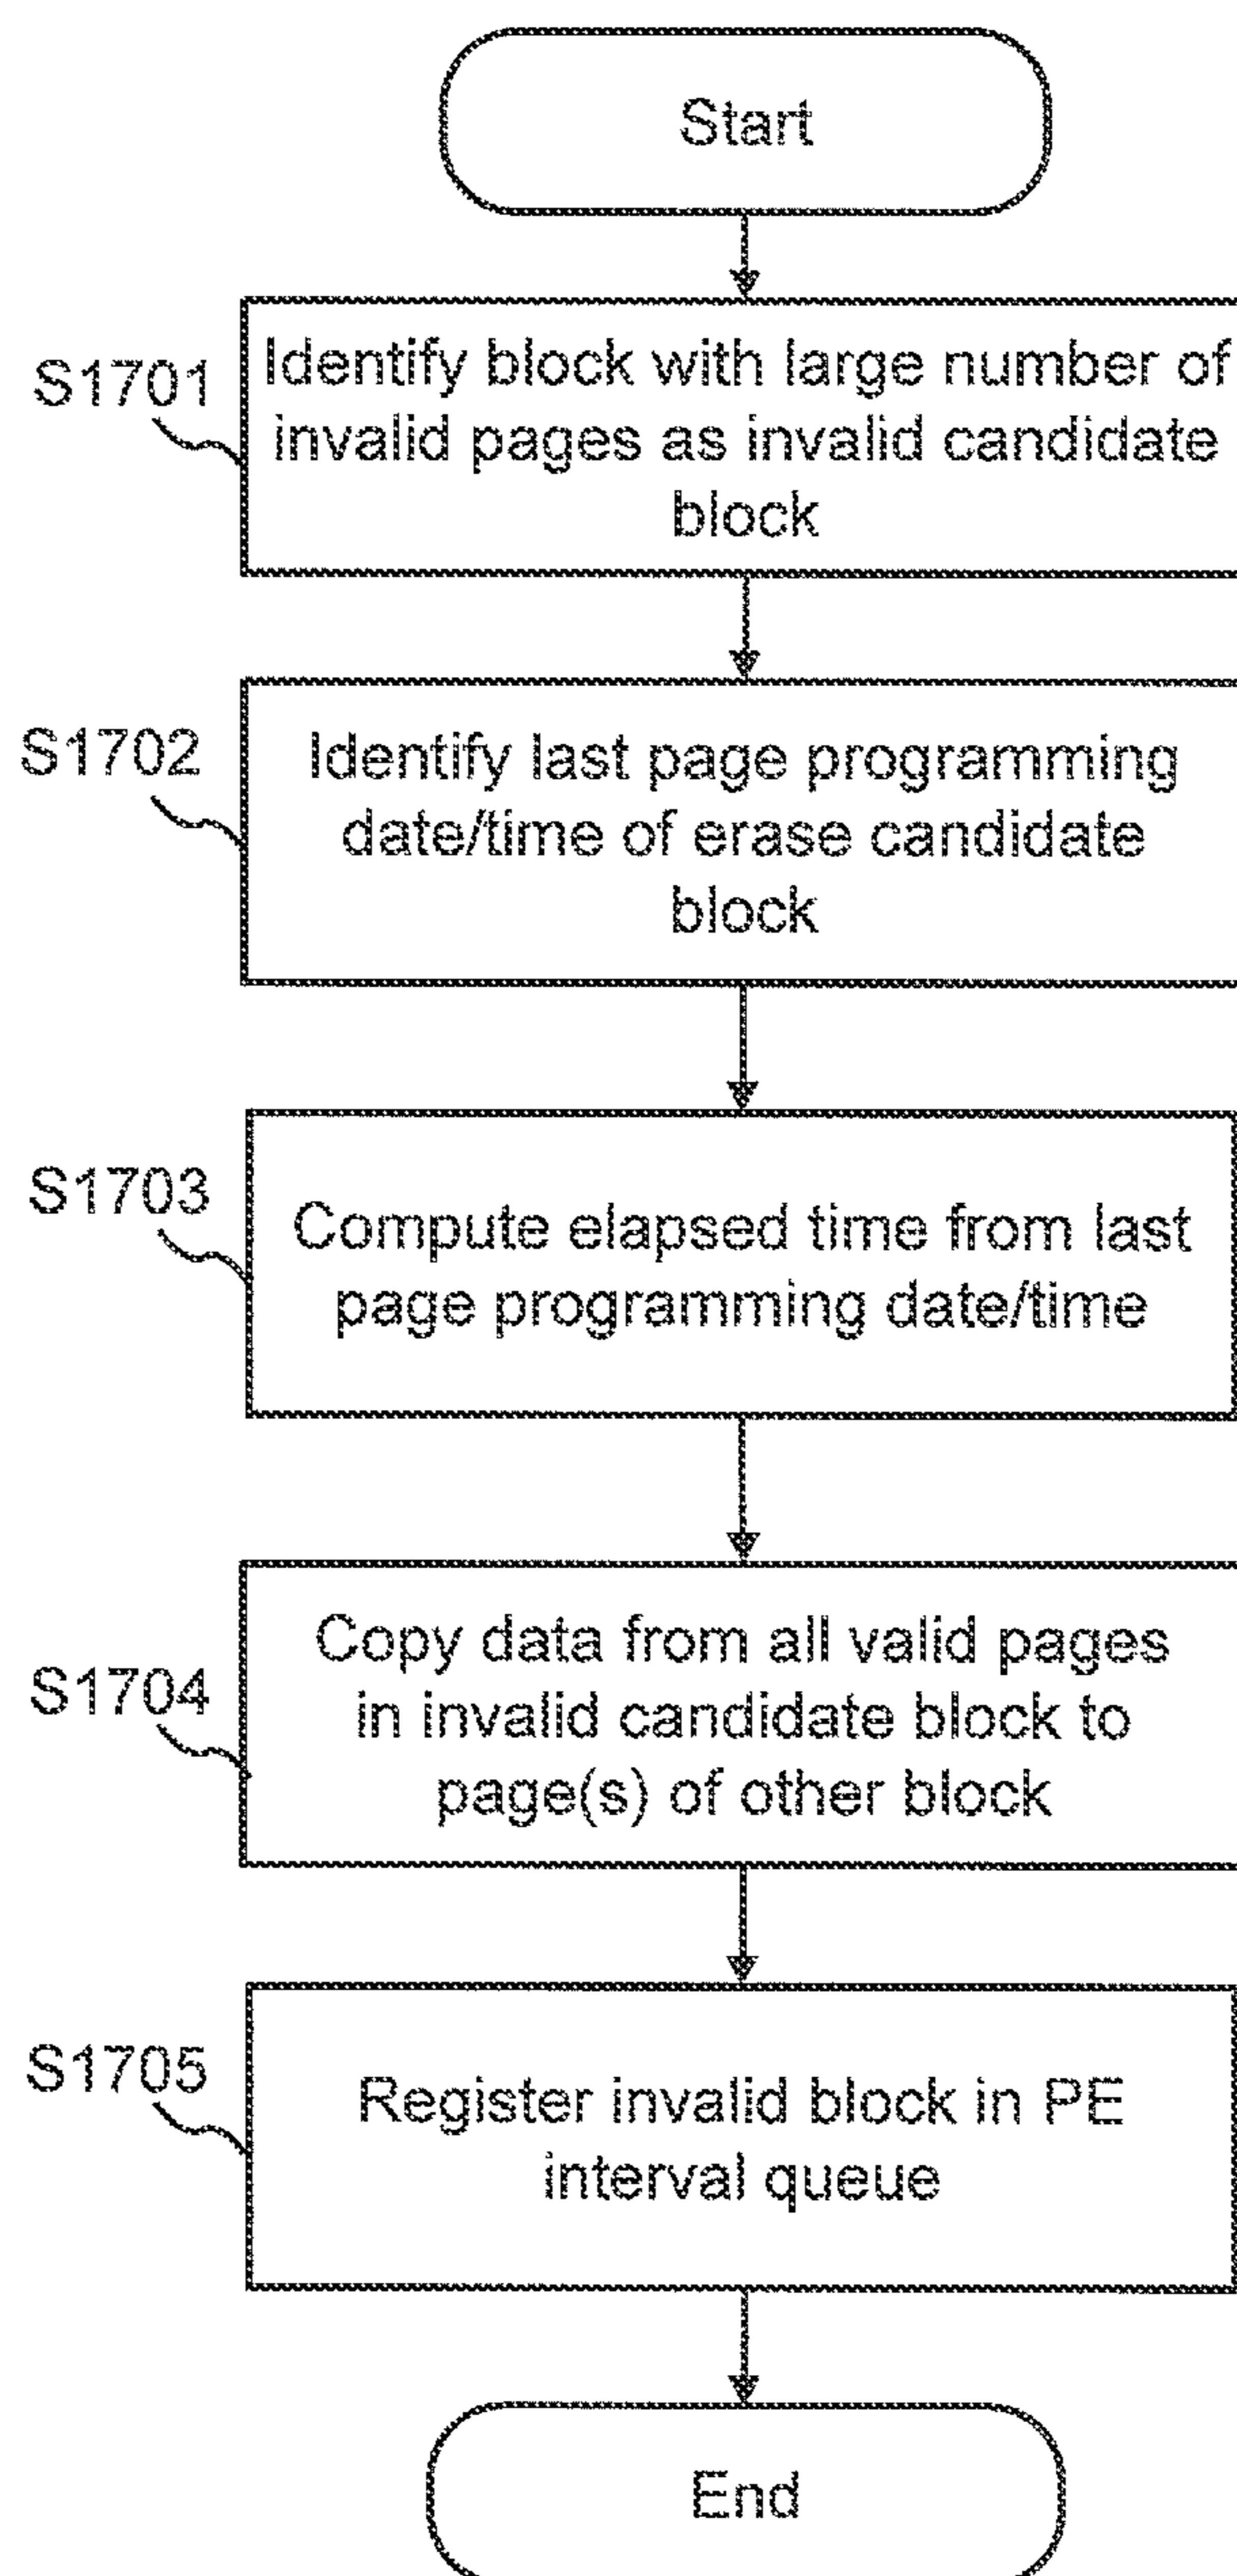 Start
S1701
Identify block with large number of
invalid pages as invalid candidate
block
S1702
Identify last page programming
date/time of erase candidate
block
S1703
Compute elapsed time from last
page programming date/time
S1704
Copy data from all valid pages
in invalid candidate block to
page(s) of other block
S1705
Register invalid block in PE
interval queue
End